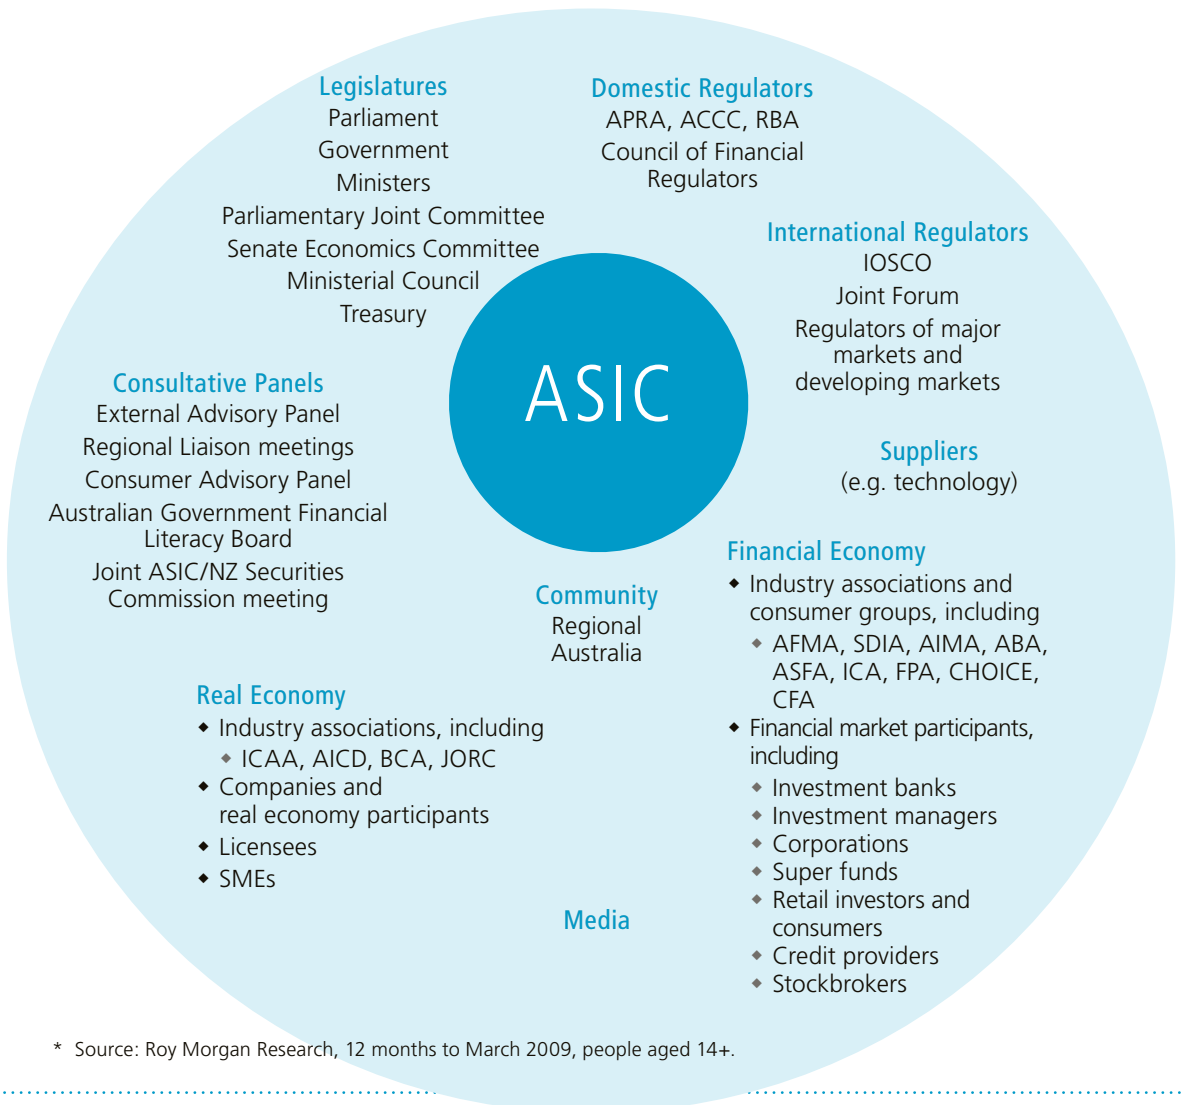 Legislatures
Parliament
Government
Ministers
Parliamentary Joint Committee
Senate Economics Committee
Ministerial Council
Treasury
Domestic Regulators
APRA, ACCC, RBA
Council of Financial
Regulators
International Regulators
IOSCO
Joint Forum
Regulators of major
markets and
developing markets
ASIC
Consultative Panels
External Advisory Panel
Regional Liaison meetings
Consumer Advisory Panel
Australian Government Financial
Literacy Board
Joint ASIC/NZ Securities
Commission meeting
Suppliers
(e.g. technology)
Community
Regional
Australia
Financial Economy
◆ Industry associations and
consumer groups, including
◆ AFMA, SDIA, AIMA, ABA,
ASFA, ICA, FPA, CHOICE,
CFA
◆ Financial market participants,
including
◆ Investment banks
◆ Investment managers
◆ Corporations
◆ Super funds
◆ Retail investors and
consumers
◆ Credit providers
◆ Stockbrokers
Real Economy
◆ Industry associations, including
◆ ICAA, AICD, BCA, JORC
◆ Companies and
real economy participants
◆ Licensees
◆ SMEs
Media
* Source: Roy Morgan Research, 12 months to March 2009, people aged 14+.